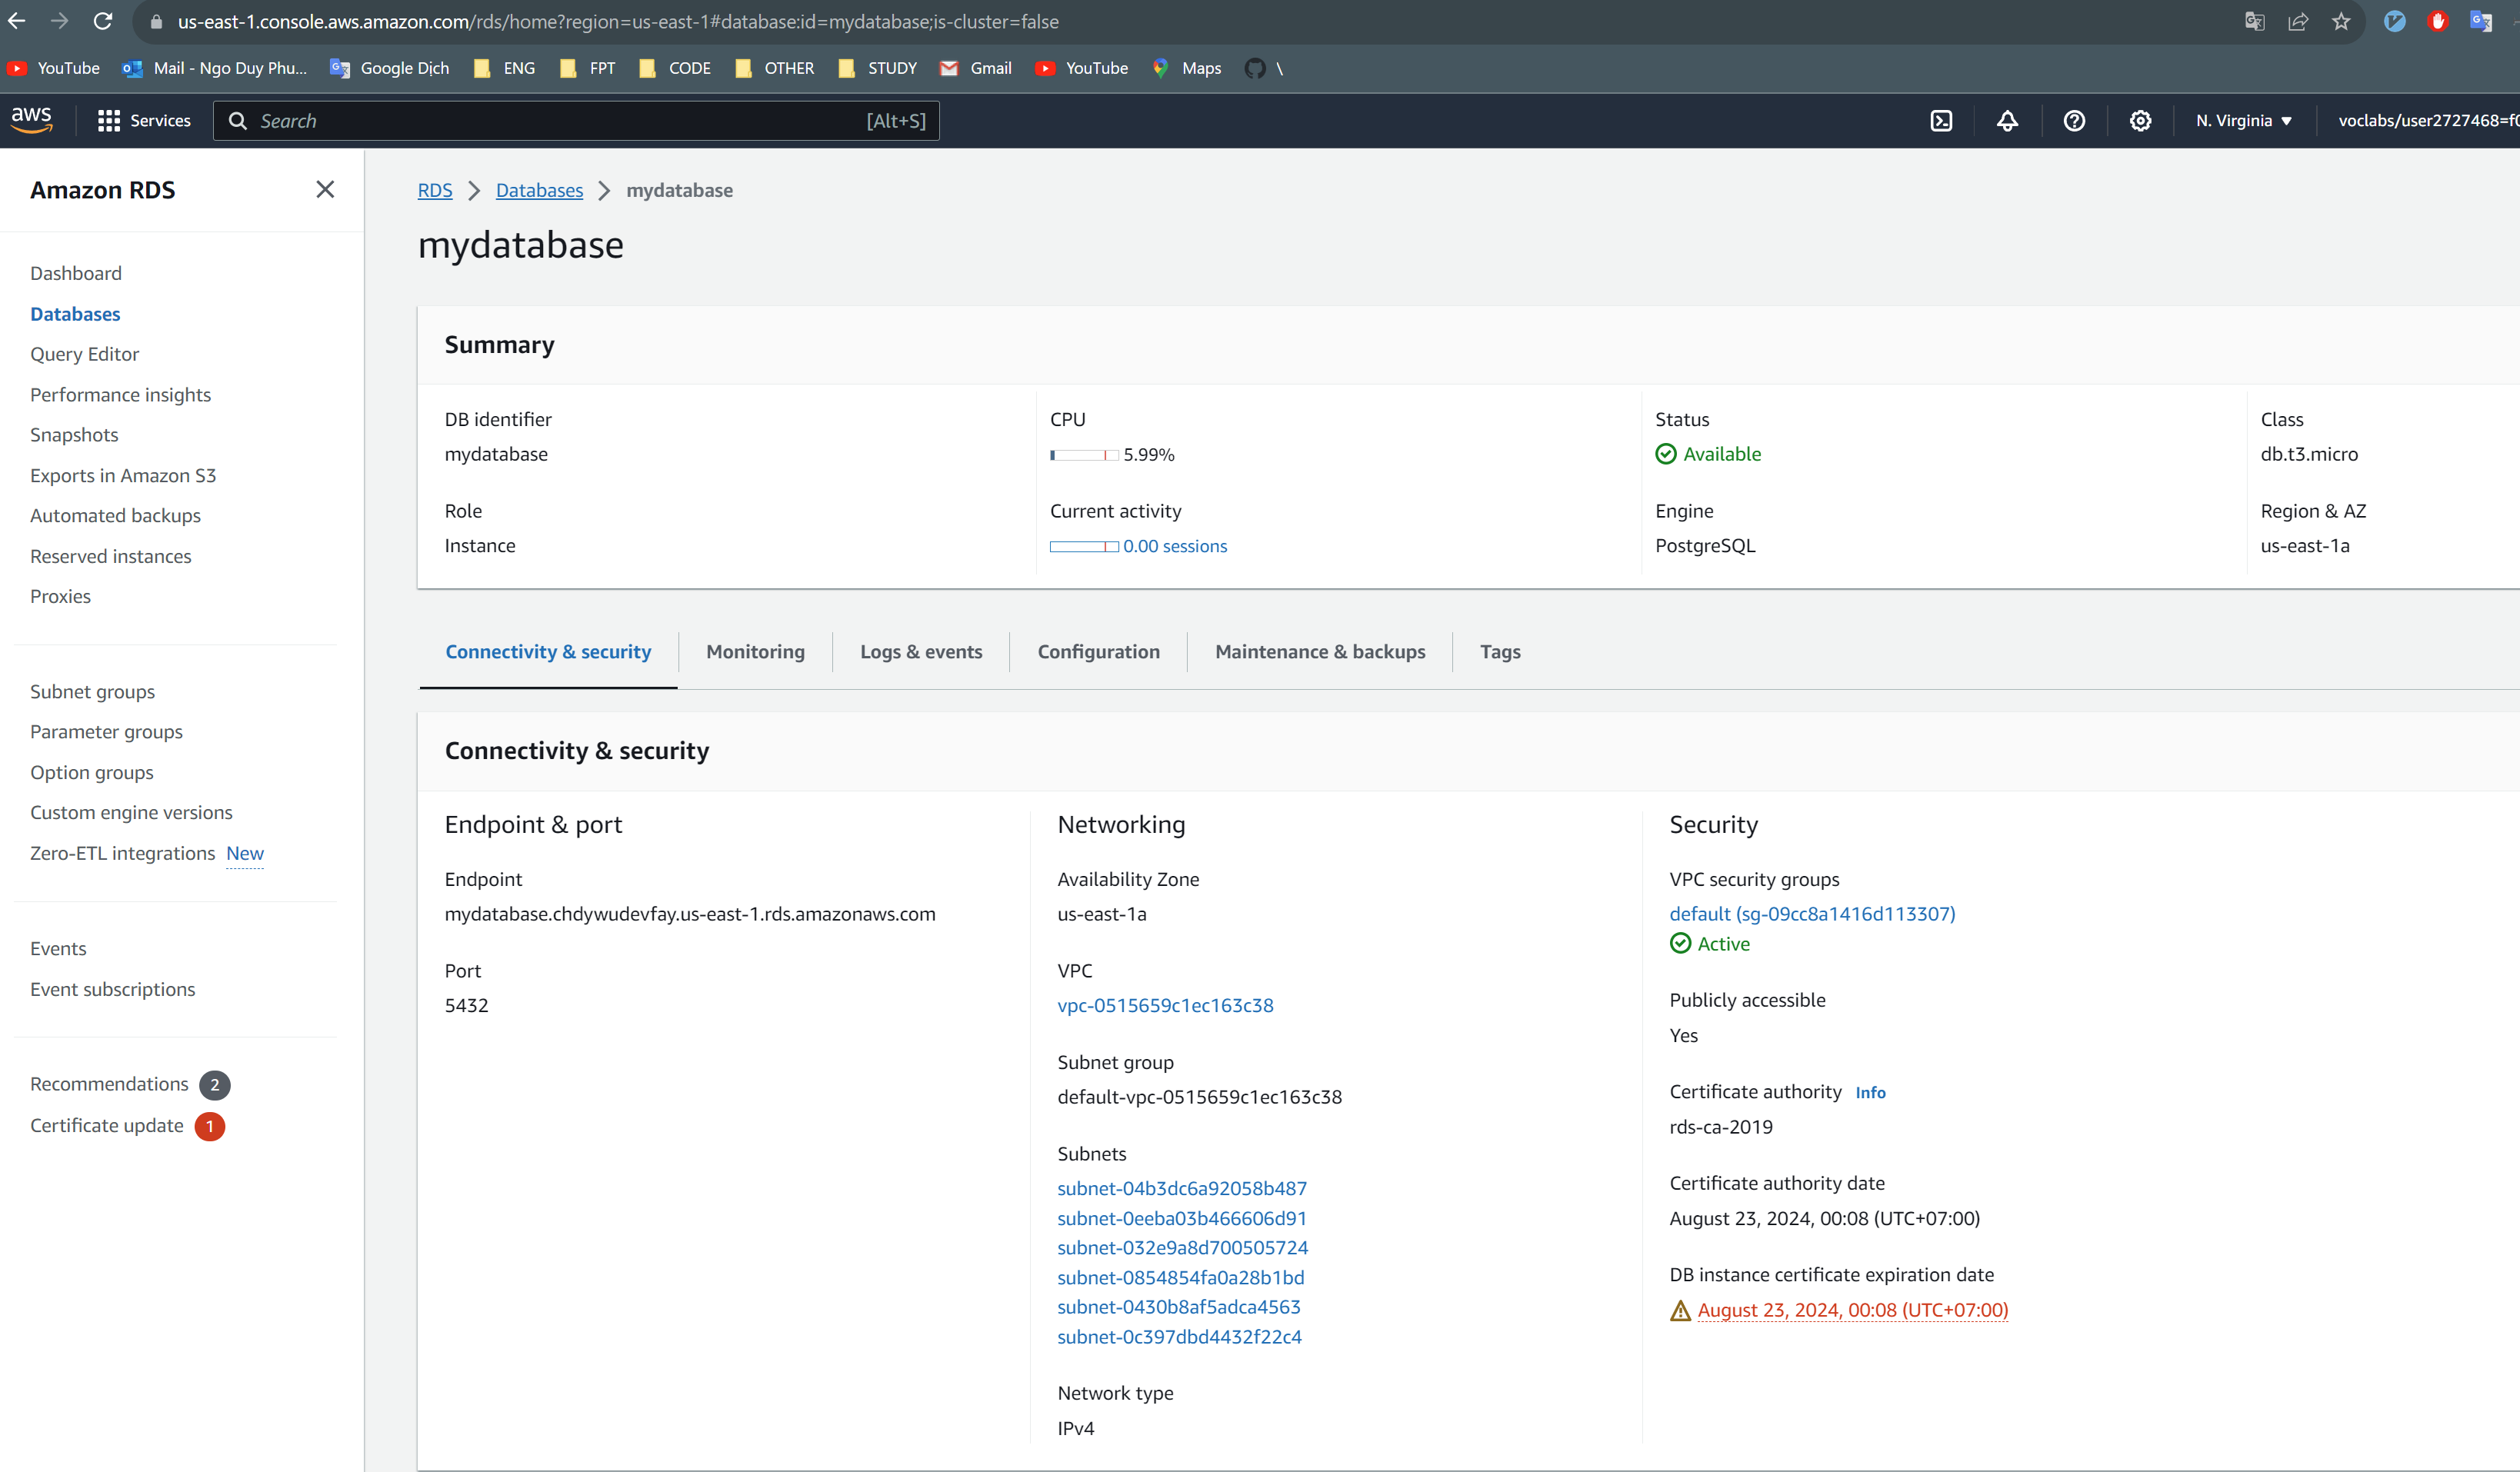 us-east-1.console.aws.amazon.com/rds/home?region=us-east-1#database:id=mydatabase;is-cluster=false
YouTube Mail - Ngo Duy Phu... Google Dịch ENG FPT CODE OTHER STUDY Gmail YouTube Maps \
aws Services Search [Alt+S] N. Virginia ▼ voclabs/user2727468=f0
Amazon RDS
Dashboard
Databases
Query Editor
Performance insights
Snapshots
Exports in Amazon S3
Automated backups
Reserved instances
Proxies
Subnet groups
Parameter groups
Option groups
Custom engine versions
Zero-ETL integrations New
Events
Event subscriptions
Recommendations 2
Certificate update 1
RDS > Databases > mydatabase
mydatabase
Summary
DB identifier
mydatabase
Role
Instance
CPU
5.99%
Current activity
0.00 sessions
Status
Available
Engine
PostgreSQL
Class
db.t3.micro
Region & AZ
us-east-1a
Connectivity & security Monitoring Logs & events Configuration Maintenance & backups Tags
Connectivity & security
Endpoint & port
Endpoint
mydatabase.chdywudevfay.us-east-1.rds.amazonaws.com
Port
5432
Networking
Availability Zone
us-east-1a
VPC
vpc-0515659c1ec163c38
Subnet group
default-vpc-0515659c1ec163c38
Subnets
subnet-04b3dc6a92058b487
subnet-0eeba03b466606d91
subnet-032e9a8d700505724
subnet-0854854fa0a28b1bd
subnet-0430b8af5adca4563
subnet-0c397dbd4432f22c4
Network type
IPv4
Security
VPC security groups
default (sg-09cc8a1416d113307)
Active
Publicly accessible
Yes
Certificate authority Info
rds-ca-2019
Certificate authority date
August 23, 2024, 00:08 (UTC+07:00)
DB instance certificate expiration date
August 23, 2024, 00:08 (UTC+07:00)